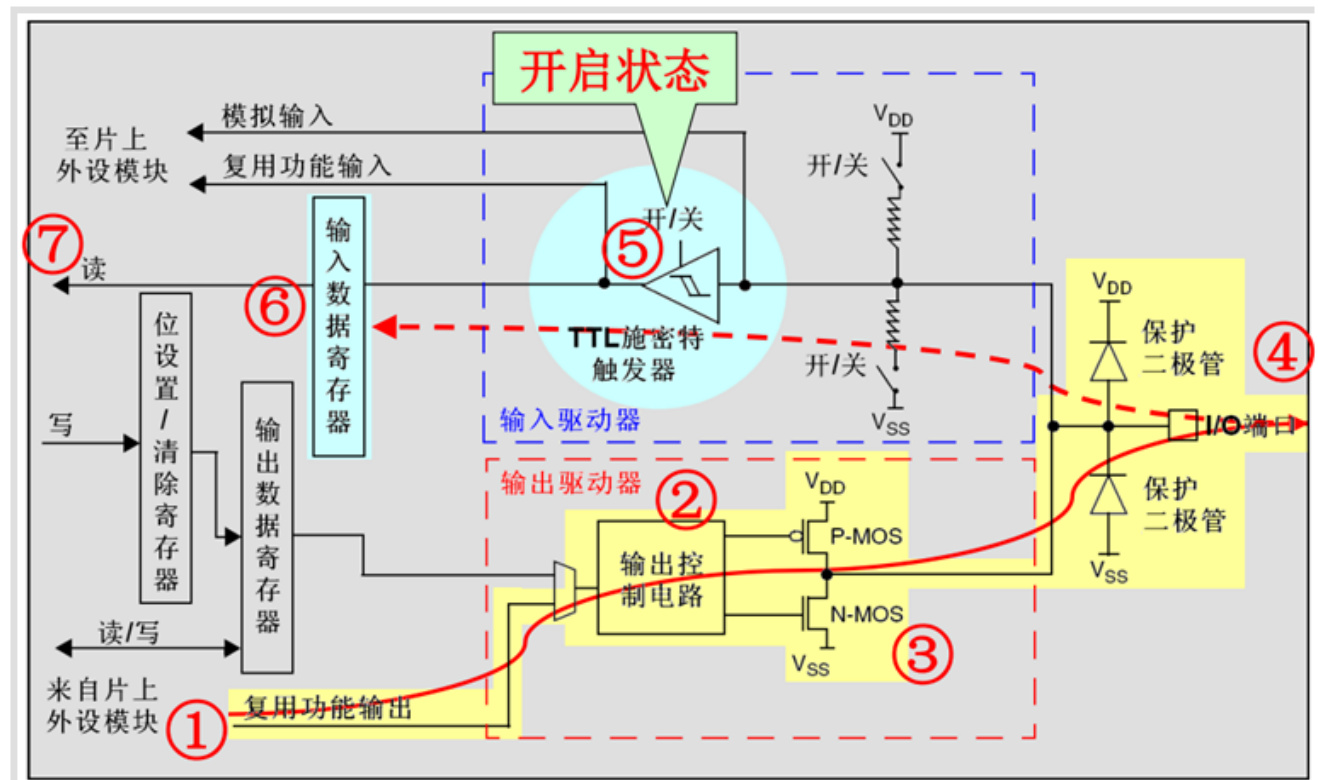 开启状态
模拟输入
至片上
外设模块
复用功能输入
开/关
VDD
开/关
⑤
⑦
读
⑥
输入数据寄存器
TTL施密特
触发器
开/关
VSS
输入驱动器
VDD
保护
二极管
④
I/O端口
保护
二极管
VSS
写
位设置/清除寄存器
输出数据寄存器
读/写
输出驱动器
②
VDD
P-MOS
输出控
制电路
N-MOS
VSS
③
来自片上
外设模块
①
复用功能输出